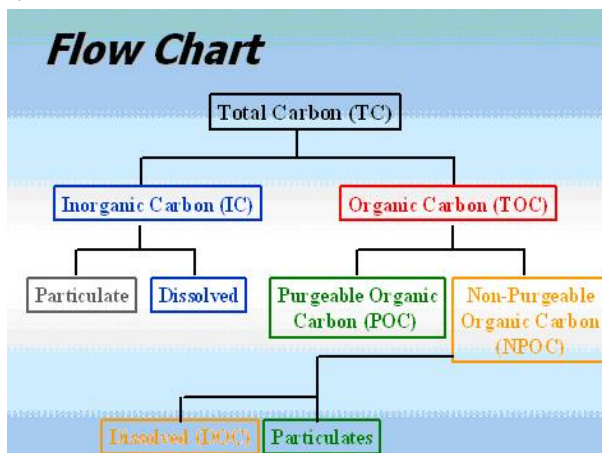 Flow Chart
Total Carbon (TC)
Inorganic Carbon (IC)
Organic Carbon (TOC)
Particulate
Dissolved
Purgeable Organic
Carbon (POC)
Non-Purgeable
Organic Carbon
(NPOC)
Dissolved (DOC)
Particulates